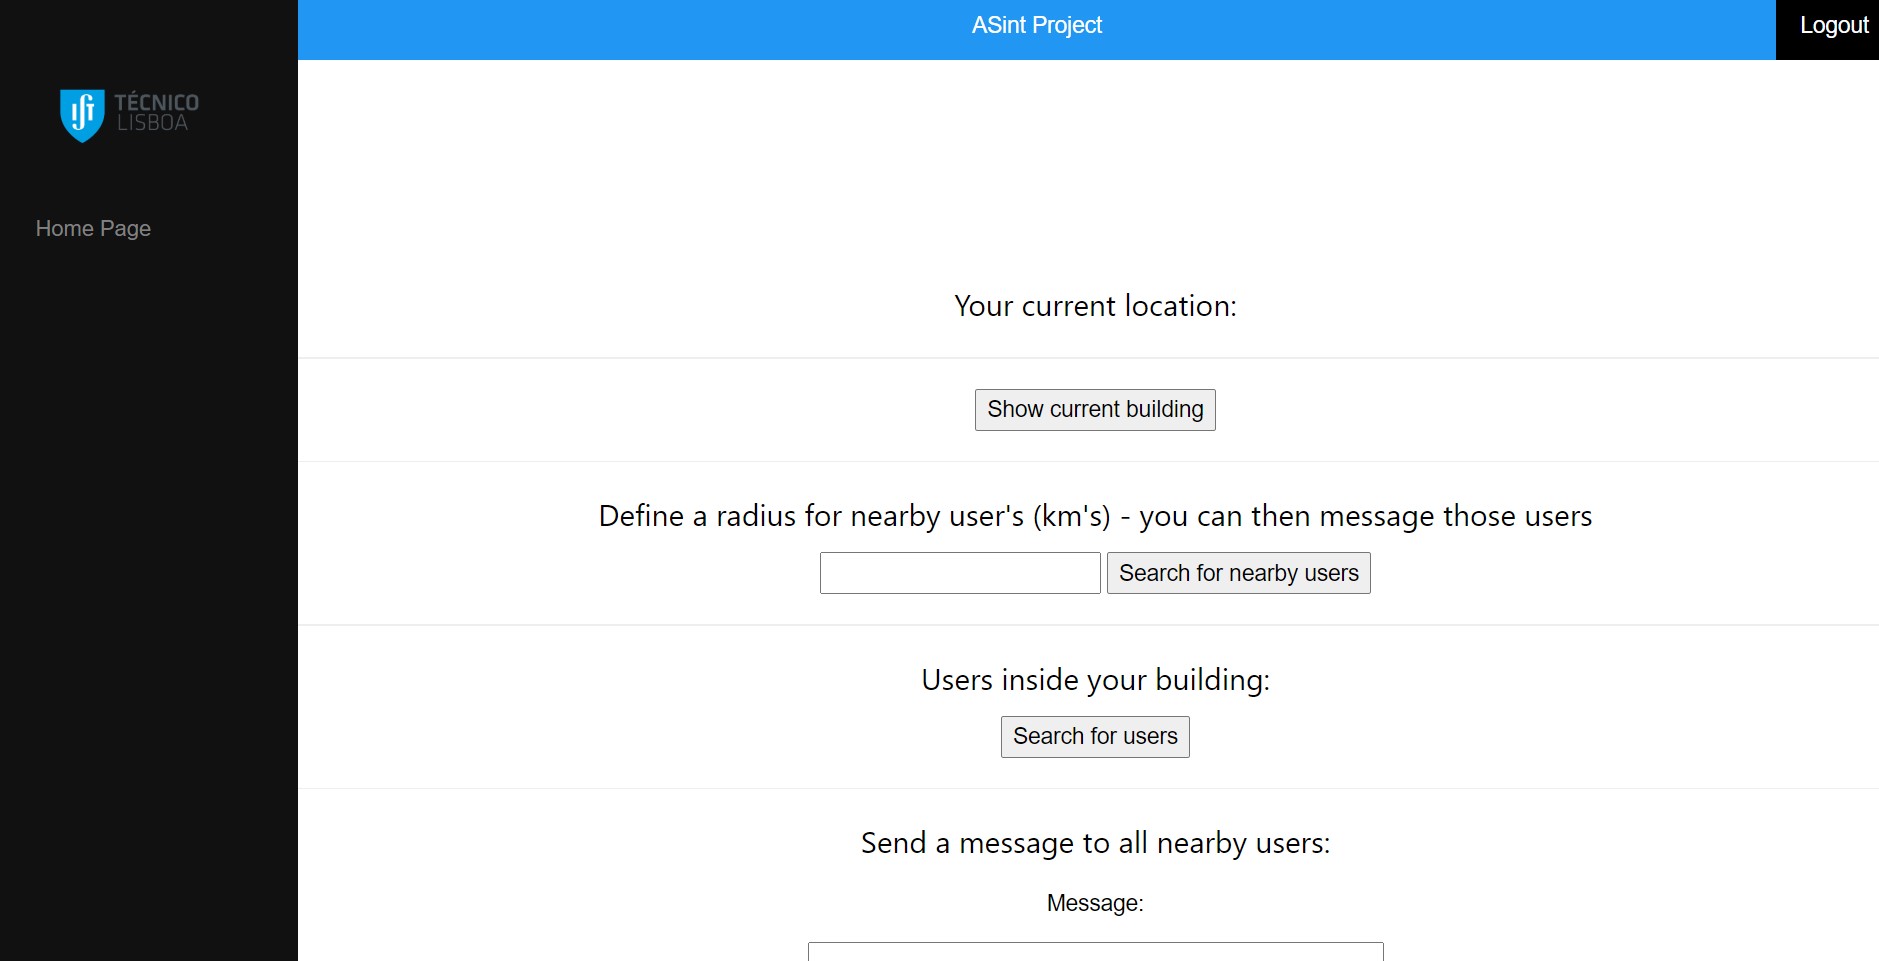 ASint Project
Logout
TÉCNICO
LISBOA
Home Page
Your current location:
Show current building
Define a radius for nearby user's (km's) - you can then message those users
Search for nearby users
Users inside your building:
Search for users
Send a message to all nearby users:
Message: